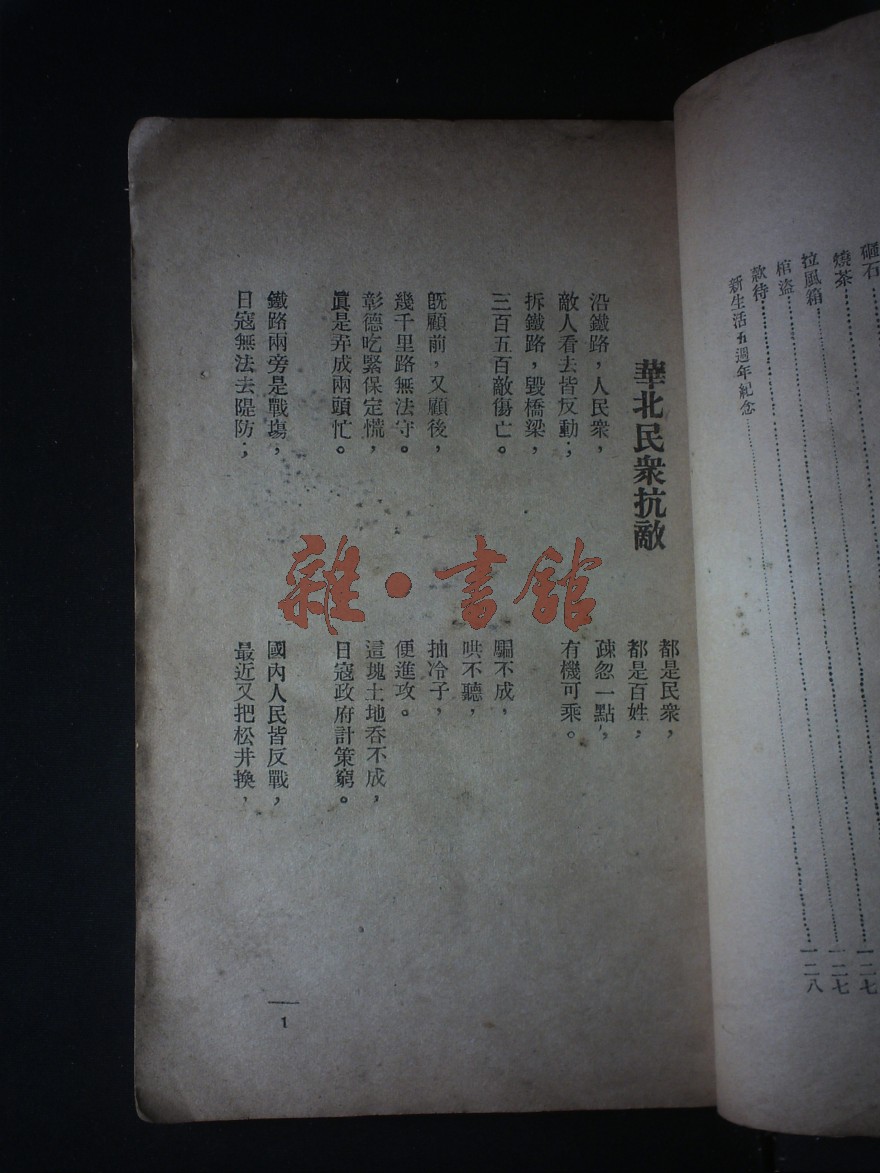 華北民衆抗敵
沿鐵路，人民衆，
敵人看去皆反動；
拆鐵路，毀橋梁，
三百五百敵傷亡。
旣顧前，又顧後，
幾千里路無法守。
彰德吃緊保定慌，
眞是弄成兩頭忙。
鐵路兩旁是戰塲，
日寇無法去隄防；
都是民衆，
都是百姓，
疎忽一點，
有機可乘。
騙不成，
哄不聽，
抽冷子，
便進攻。
這塊土地吞不成，
日寇政府計策窮。
國內人民皆反戰，
最近又把松井換，
1
雜·書館
砸石
燒茶 一二七
拉風箱 一二七
棺盜 一二八
款待
新生活五週年紀念